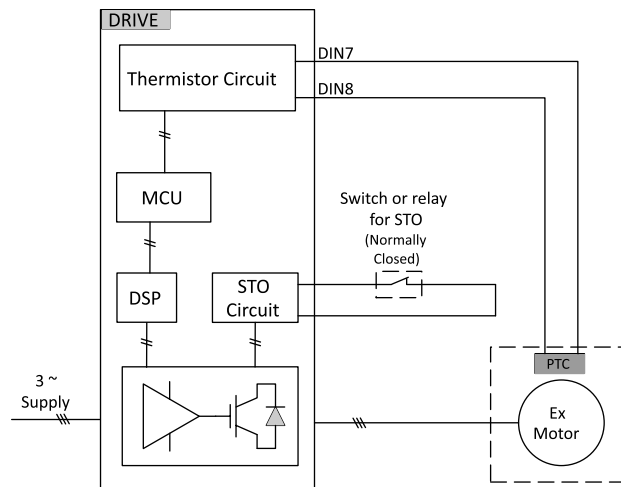 DRIVE
Thermistor Circuit
DIN7
DIN8
MCU
Switch or relay
for STO
(Normally
Closed)
DSP
STO
Circuit
3 ~
Supply
PTC
Ex
Motor